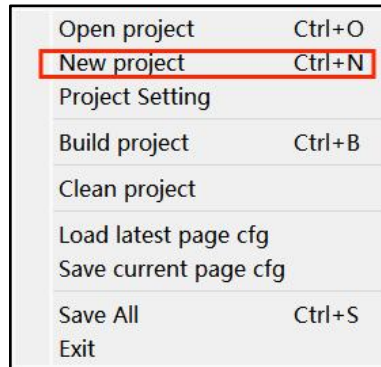 Open project Ctrl+O
New project Ctrl+N
Project Setting
Build project Ctrl+B
Clean project
Load latest page cfg
Save current page cfg
Save All Ctrl+S
Exit